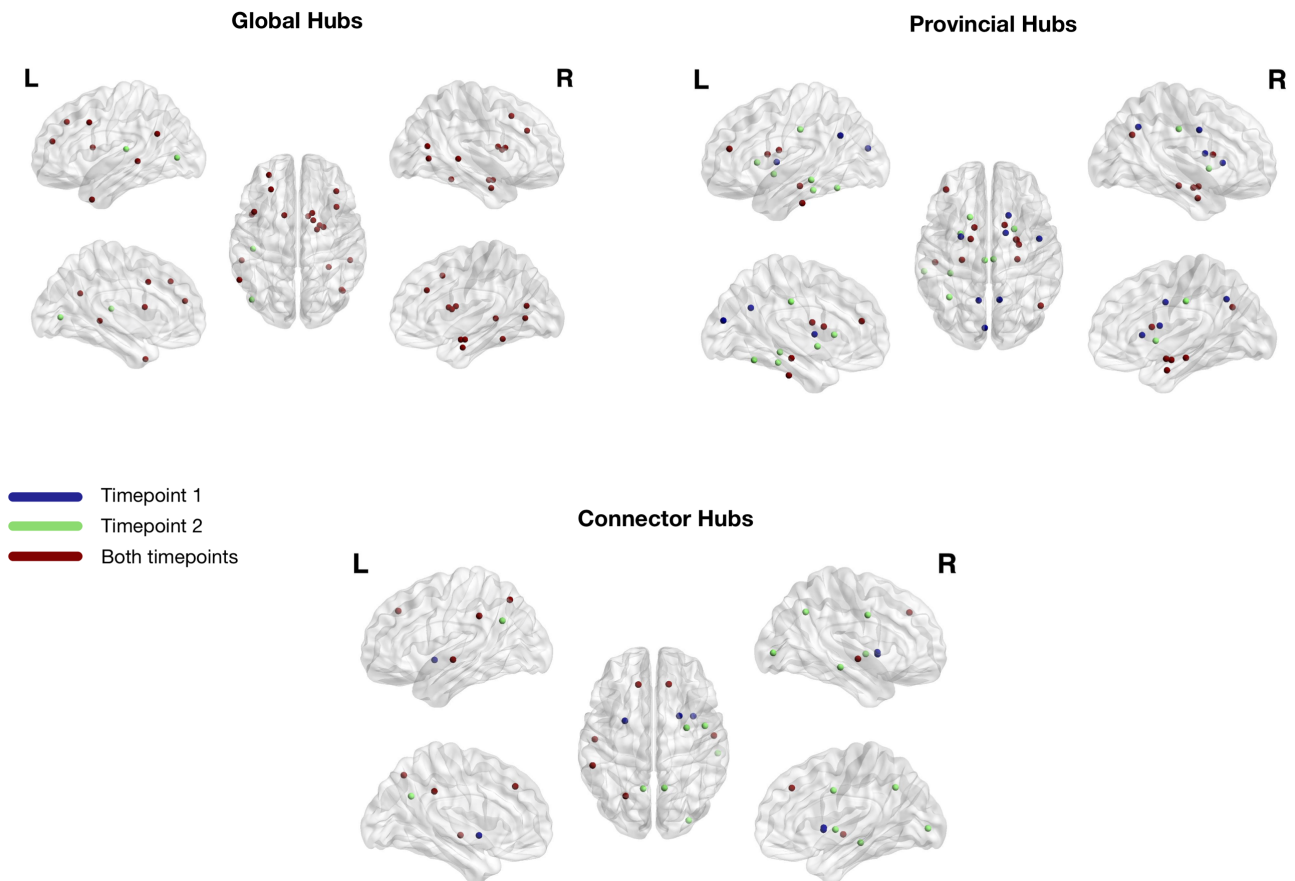 Global Hubs
Provincial Hubs
L
R
L
R
Timepoint 1
Timepoint 2
Both timepoints
Connector Hubs
L
R